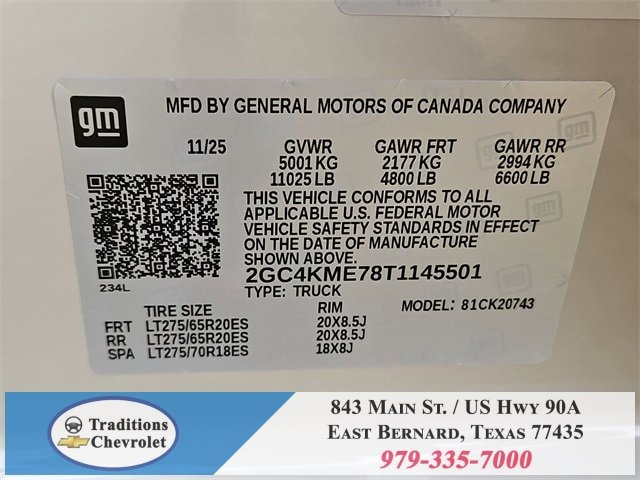 gm
MFD BY GENERAL MOTORS OF CANADA COMPANY
11/25 GVWR GAWR FRT GAWR RR
5001 KG 2177 KG 2994 KG
11025 LB 4800 LB 6600 LB
THIS VEHICLE CONFORMS TO ALL
APPLICABLE U.S. FEDERAL MOTOR
VEHICLE SAFETY STANDARDS IN EFFECT
ON THE DATE OF MANUFACTURE
SHOWN ABOVE.
234L
2GC4KME78T1145501
TYPE: TRUCK MODEL: 81CK20743
TIRE SIZE RIM
FRT LT275/65R20ES 20X8.5J
RR LT275/65R20ES 20X8.5J
SPA LT275/70R18ES 18X8J
Traditions
Chevrolet
843 Main St. / US Hwy 90A
East Bernard, Texas 77435
979-335-7000